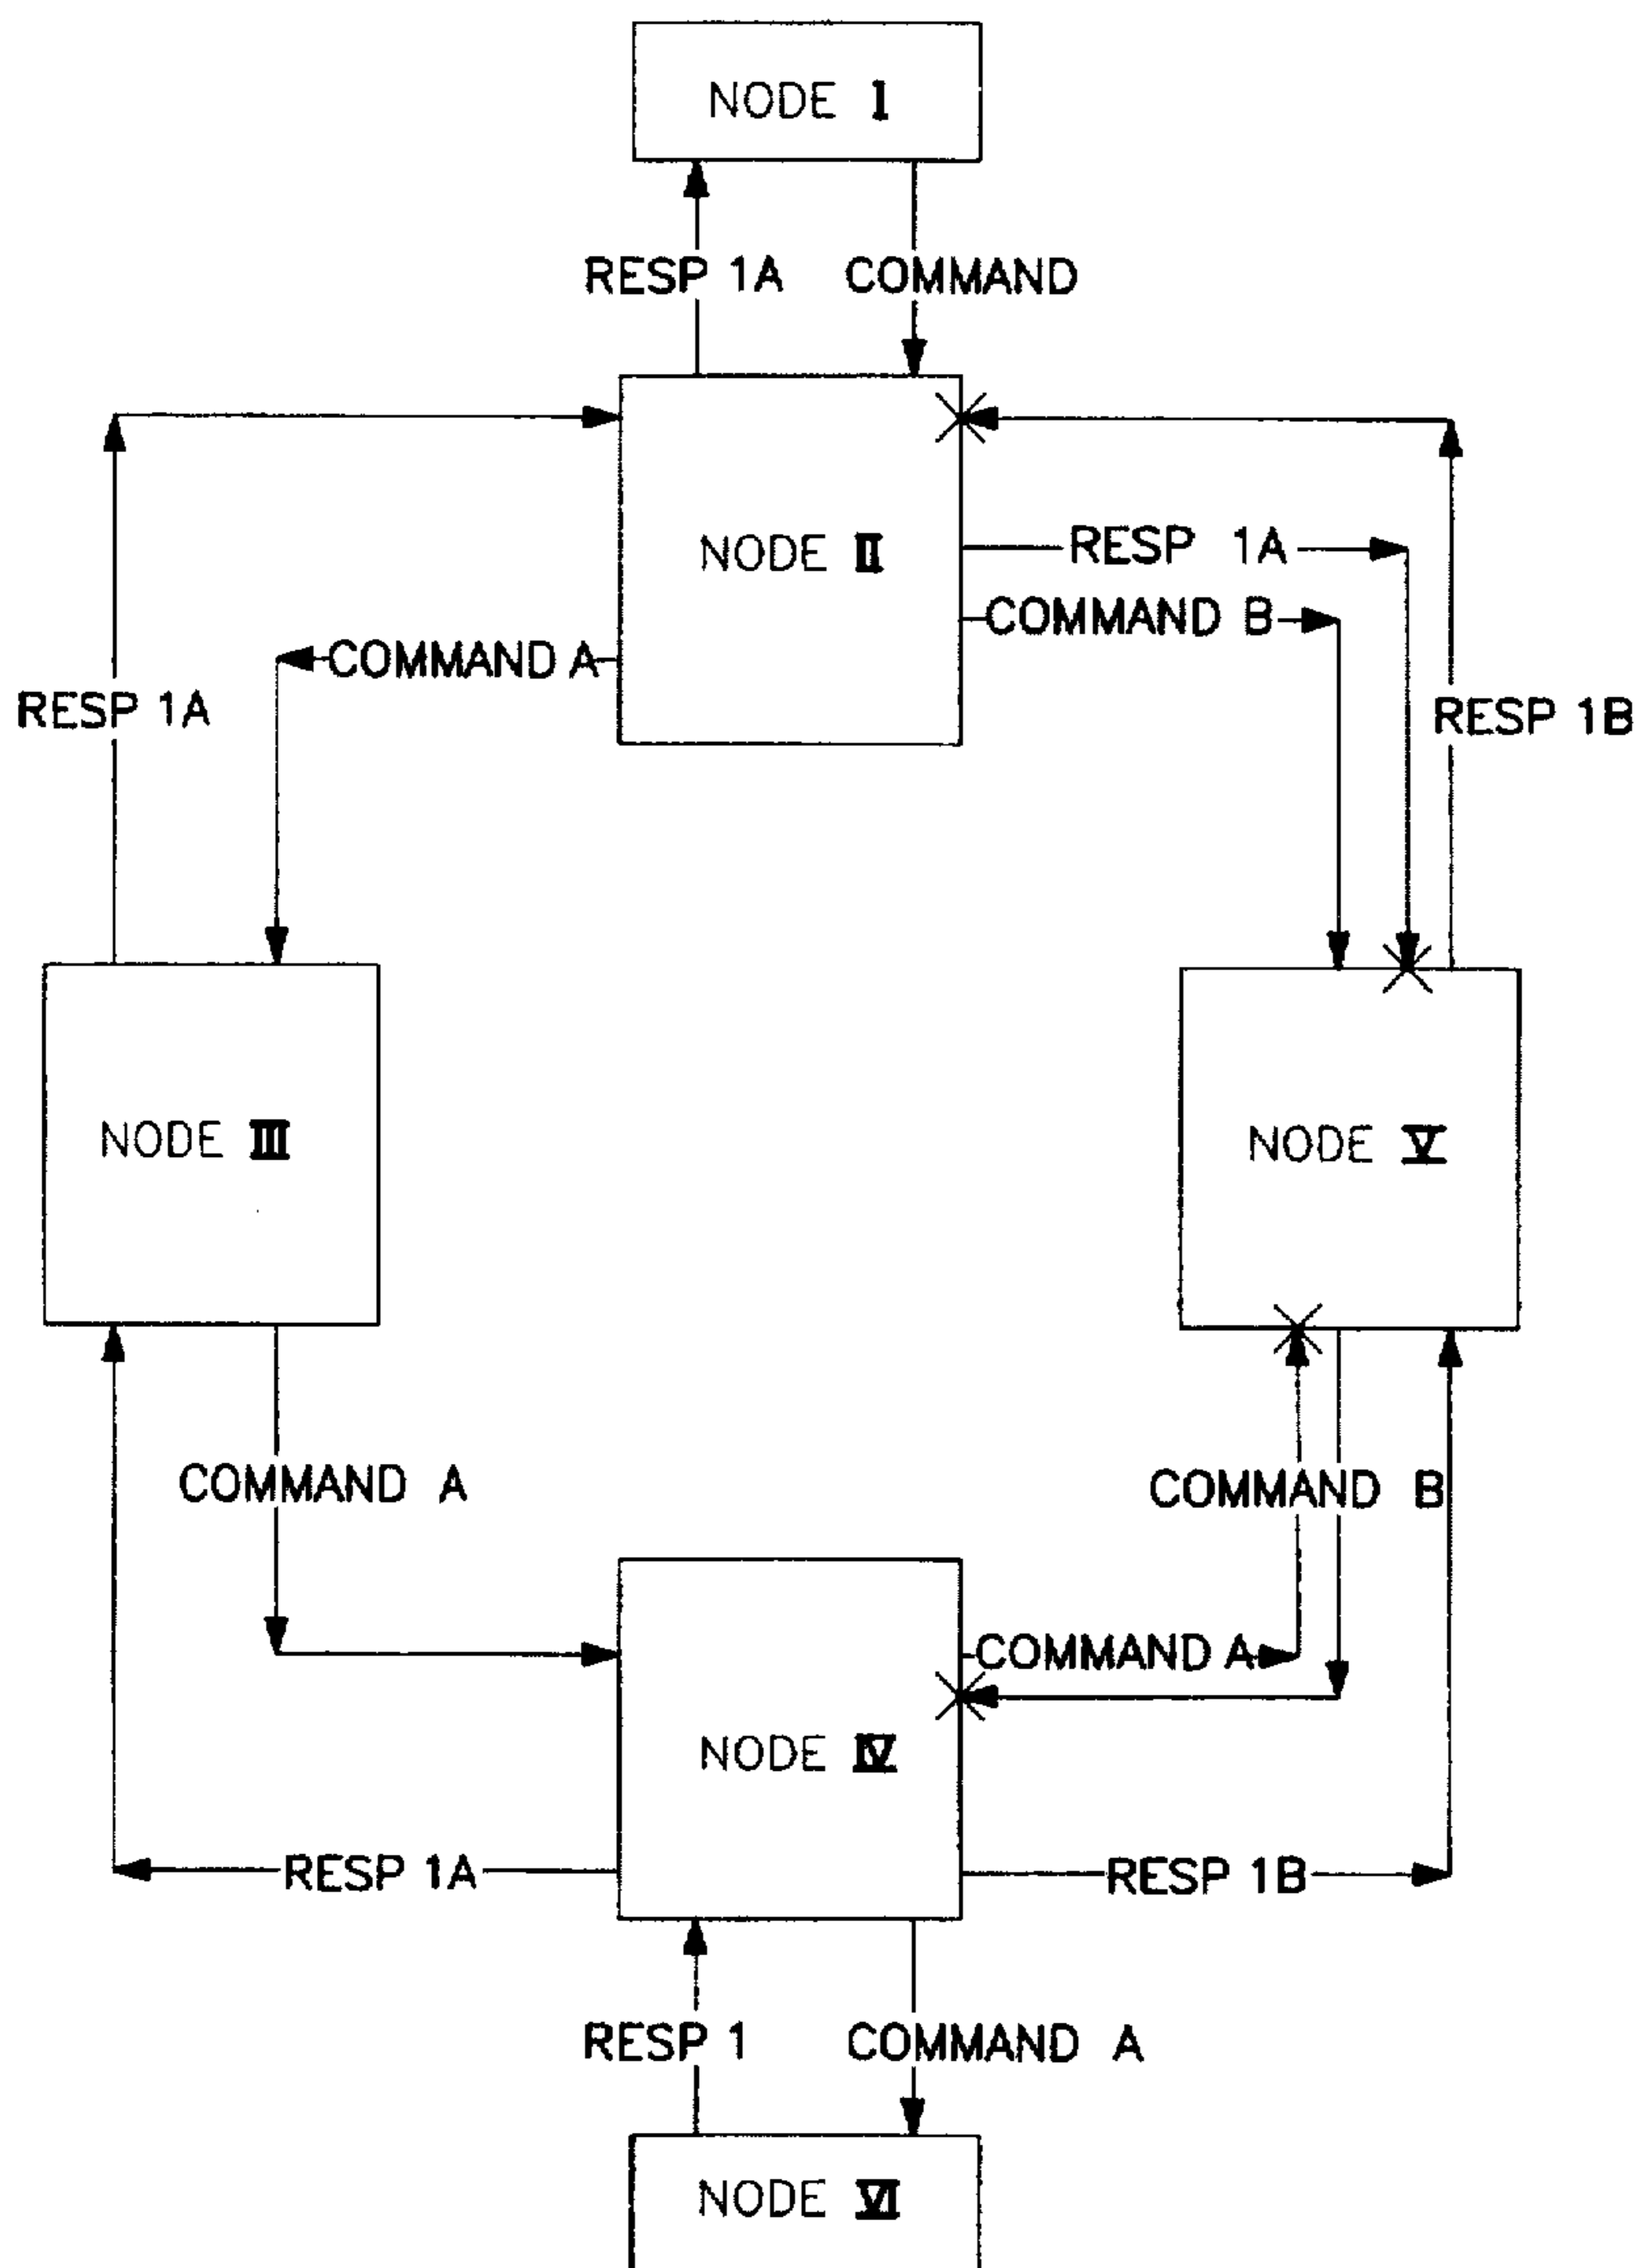 NODE I
RESP 1A
COMMAND
NODE II
RESP 1A
COMMAND B
COMMAND A
RESP 1A
RESP 1B
NODE III
NODE V
COMMAND A
COMMAND B
COMMAND A
NODE IV
RESP 1A
RESP 1B
RESP 1
COMMAND A
NODE VI